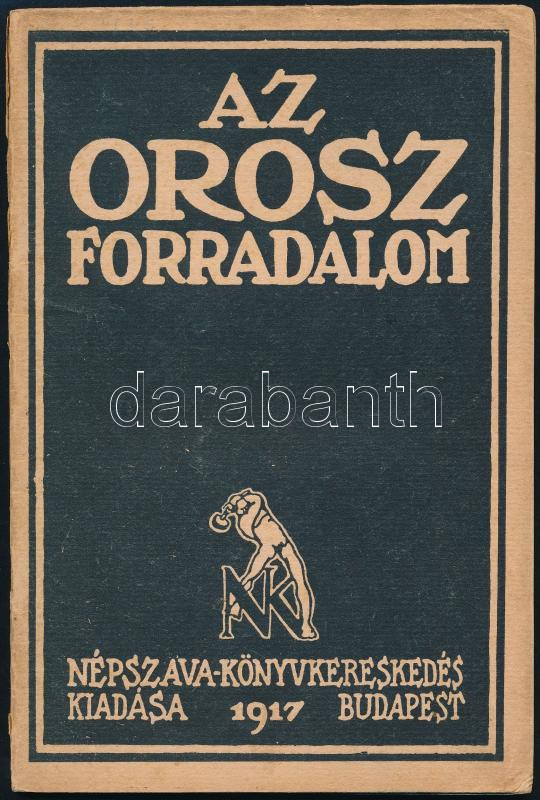 AZ
OROSZ
FORRADALOM
darabanth
NK
NÉPSZAVA-KÖNYVKERESKEDÉS
KIADÁSA 1917 BUDAPEST